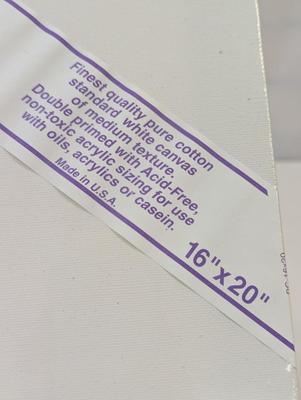 Finest quality pure cotton
standard white canvas
of medium texture.
Double primed with Acid-Free,
non-toxic acrylic sizing for use
with oils, acrylics or casein.
Made in U.S.A.
16"x20"